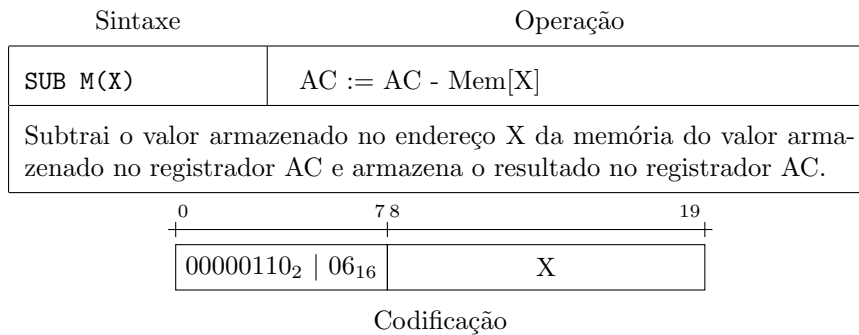 Sintaxe Operação
SUB M(X) AC := AC - Mem[X]
Subtrai o valor armazenado no endereço X da memória do valor arma-
zenado no registrador AC e armazena o resultado no registrador AC.
0 7 8 19
00000110₂ | 06₁₆ X
Codificação